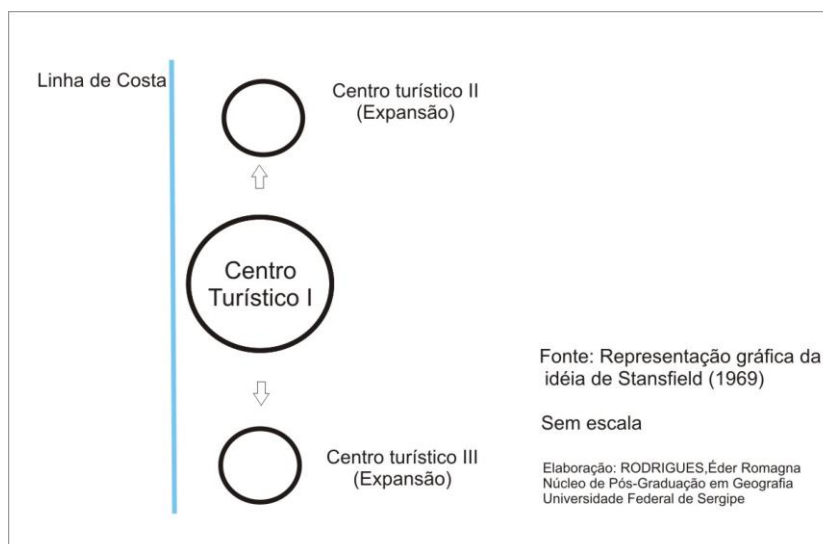 Linha de Costa
Centro turístico II
(Expansão)
Centro
Turístico I
Centro turístico III
(Expansão)
Fonte: Representação gráfica da
idéia de Stansfield (1969)
Sem escala
Elaboração: RODRIGUES,Éder Romagna
Núcleo de Pós-Graduação em Geografia
Universidade Federal de Sergipe